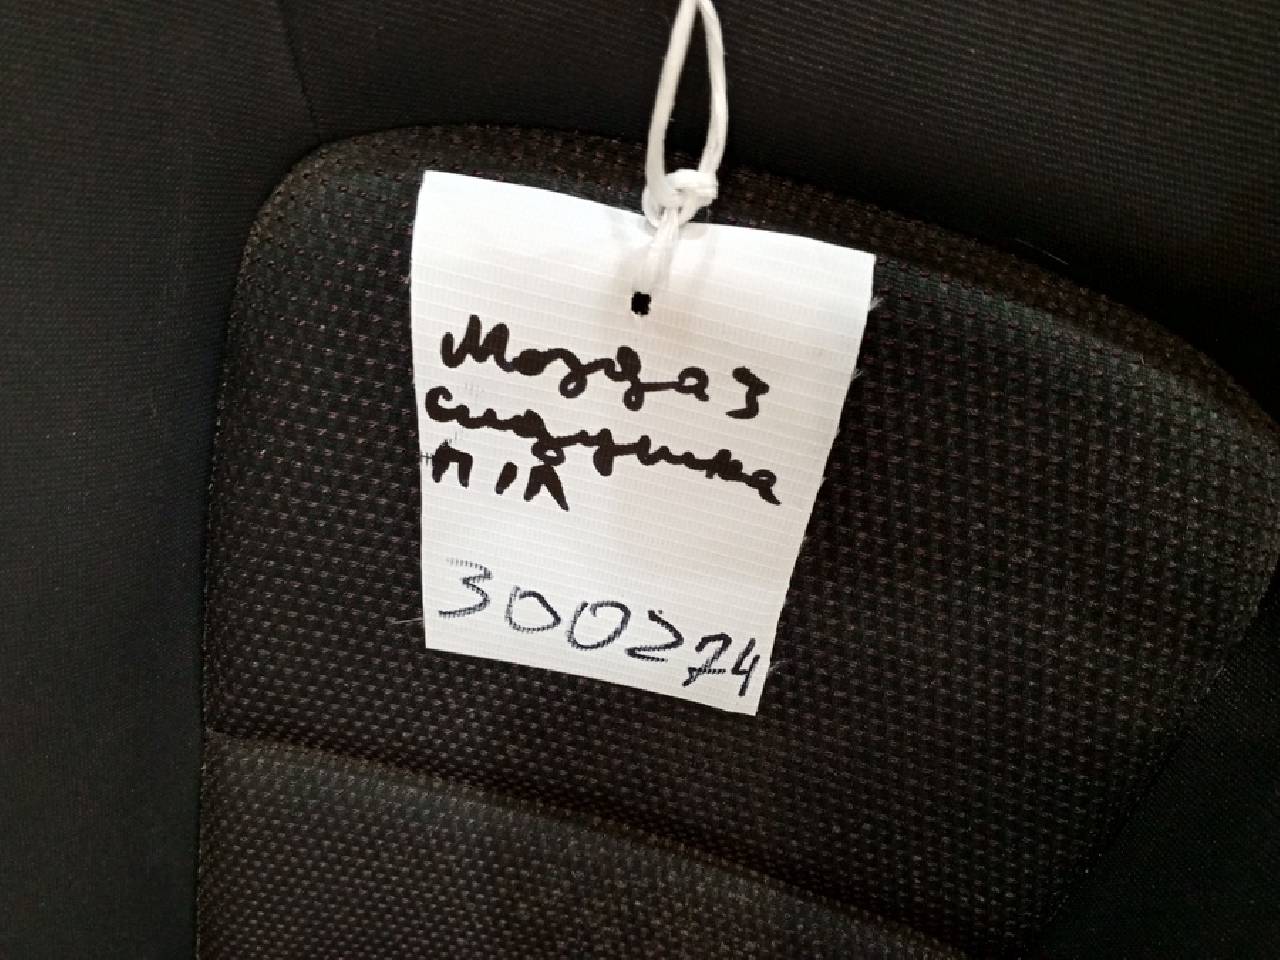 Мозда 3
сидушка
П/П
300274